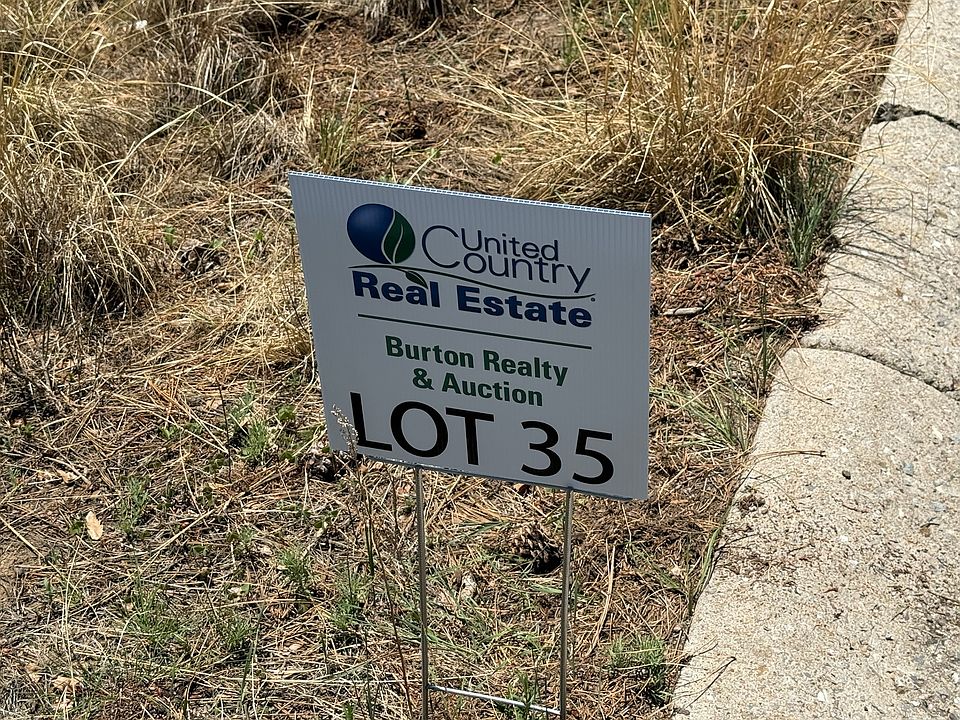 United
Country
Real Estate
Burton Realty
& Auction
LOT 35